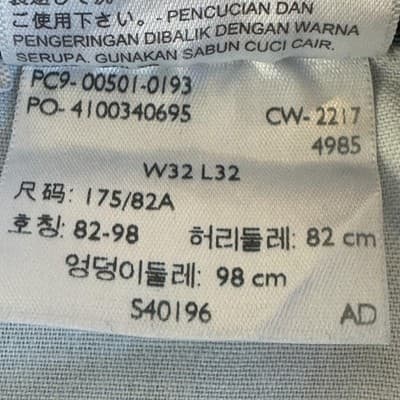 ご使用下さい。- PENCUCIAN DAN
PENGERINGAN DIBALIK DENGAN WARNA
SERUPA. GUNAKAN SABUN CUCI CAIR.
PC9-00501-0193
PO-4100340695 CW-2217
4985
W32 L32
尺码: 175/82A
호칭: 82-98 허리둘레: 82 cm
엉덩이둘레: 98 cm
S40196 AD